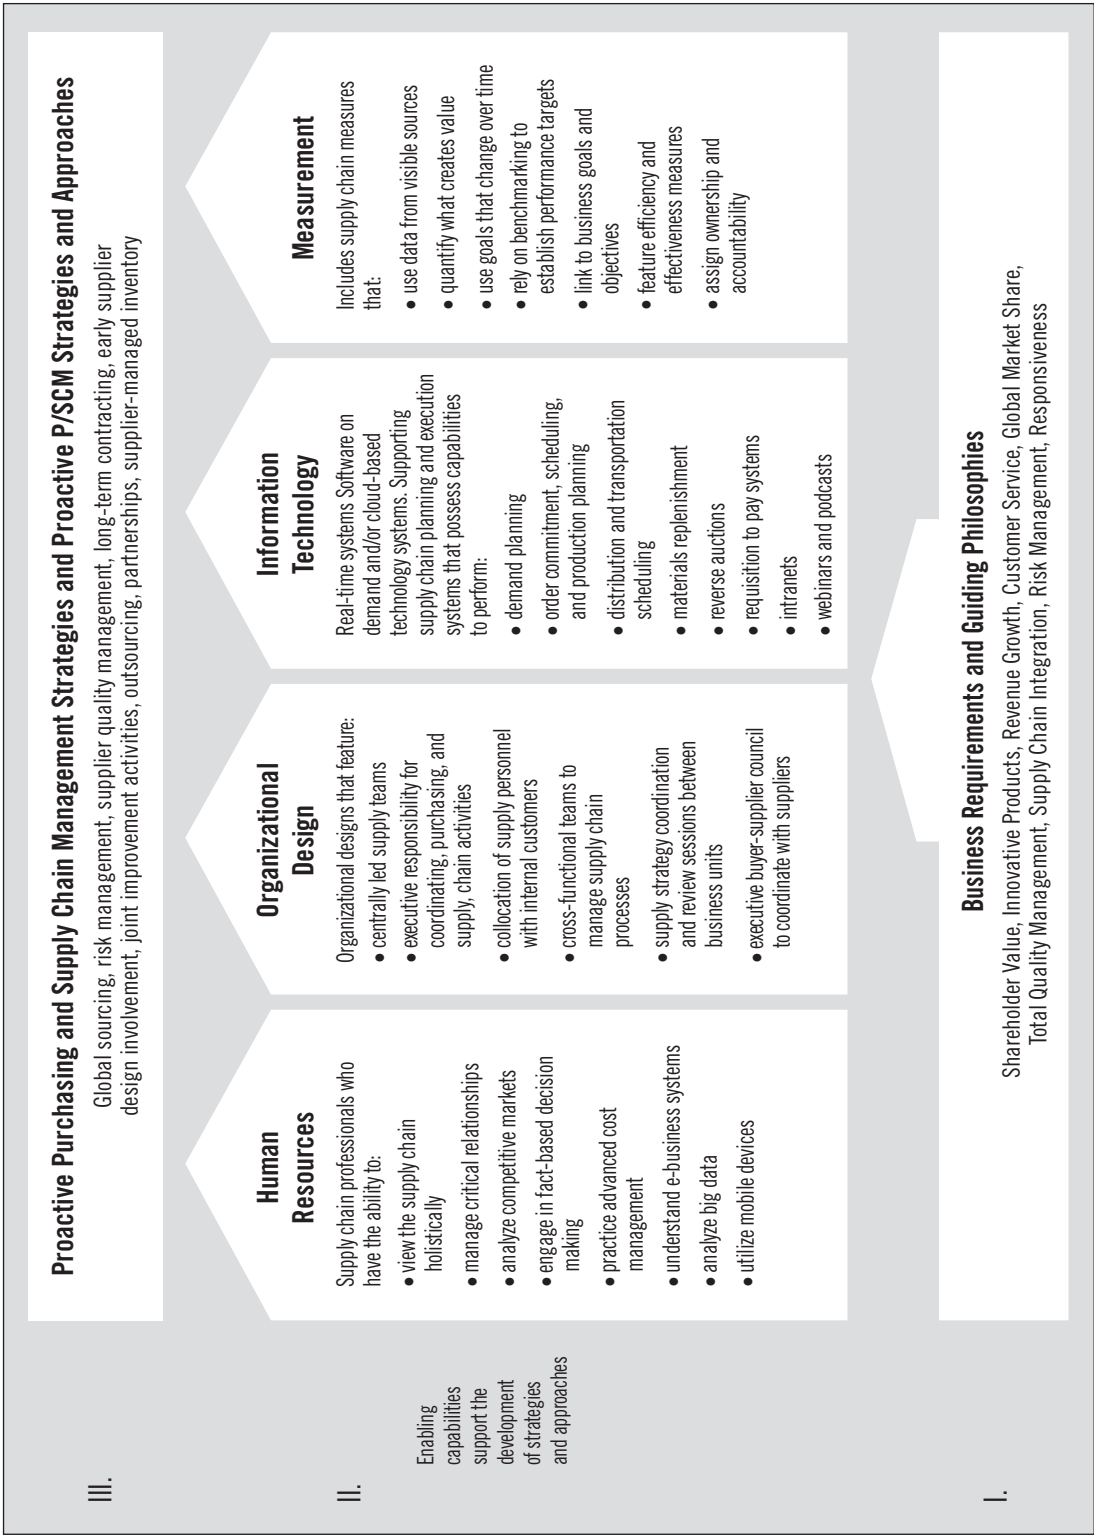 III.
Proactive Purchasing and Supply Chain Management Strategies and Proactive P/SCM Strategies and Approaches
Global sourcing, risk management, supplier quality management, long-term contracting, early supplier
design involvement, joint improvement activities, outsourcing, partnerships, supplier-managed inventory
II.
Enabling
capabilities
support the
development
of strategies
and approaches
Human
Resources
Supply chain professionals who
have the ability to:
• view the supply chain
holistically
• manage critical relationships
• analyze competitive markets
• engage in fact-based decision
making
• practice advanced cost
management
• understand e-business systems
• analyze big data
• utilize mobile devices
Organizational
Design
Organizational designs that feature:
• centrally led supply teams
• executive responsibility for
coordinating, purchasing, and
supply, chain activities
• collocation of supply personnel
with internal customers
• cross-functional teams to
manage supply chain
processes
• supply strategy coordination
and review sessions between
business units
• executive buyer-supplier council
to coordinate with suppliers
Information
Technology
Real-time systems Software on
demand and/or cloud-based
technology systems. Supporting
supply chain planning and execution
systems that possess capabilities
to perform:
• demand planning
• order commitment, scheduling,
and production planning
• distribution and transportation
scheduling
• materials replenishment
• reverse auctions
• requisition to pay systems
• intranets
• webinars and podcasts
Measurement
Includes supply chain measures
that:
• use data from visible sources
• quantify what creates value
• use goals that change over time
• rely on benchmarking to
establish performance targets
• link to business goals and
objectives
• feature efficiency and
effectiveness measures
• assign ownership and
accountability
I.
Business Requirements and Guiding Philosophies
Shareholder Value, Innovative Products, Revenue Growth, Customer Service, Global Market Share,
Total Quality Management, Supply Chain Integration, Risk Management, Responsiveness